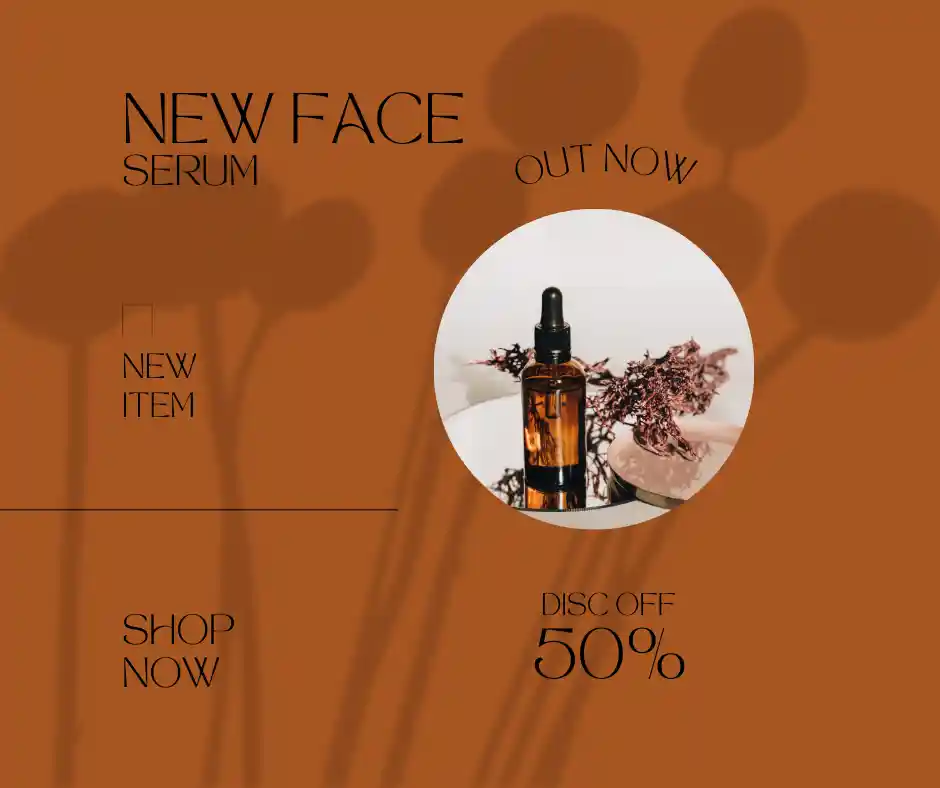 NEW FACE
SERUM
OUT NOW
NEW
ITEM
SHOP
NOW
DISC OFF
50%